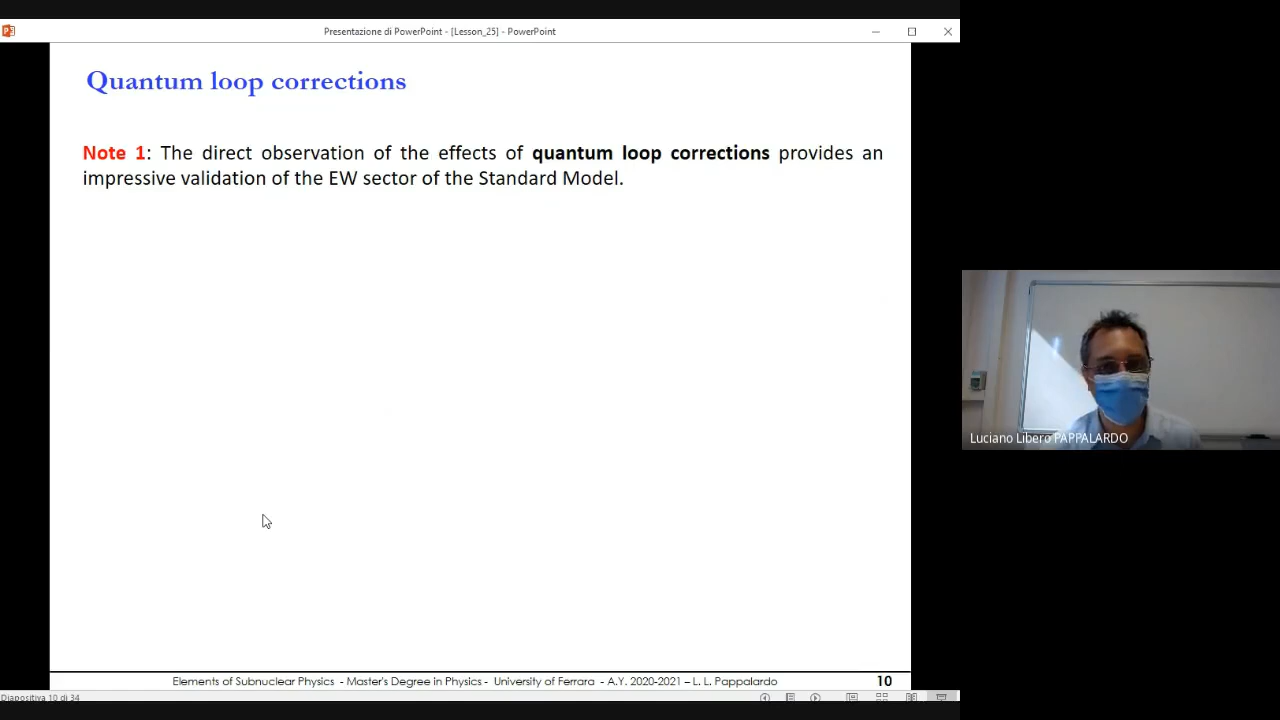 Presentazione di PowerPoint - [Lesson_25] - PowerPoint
Quantum loop corrections
Note 1: The direct observation of the effects of quantum loop corrections provides an
impressive validation of the EW sector of the Standard Model.
Luciano Libero PAPPALARDO
Elements of Subnuclear Physics - Master's Degree in Physics - University of Ferrara - A.Y. 2020-2021 – L. L. Pappalardo
10
Diapositiva 10 di 34